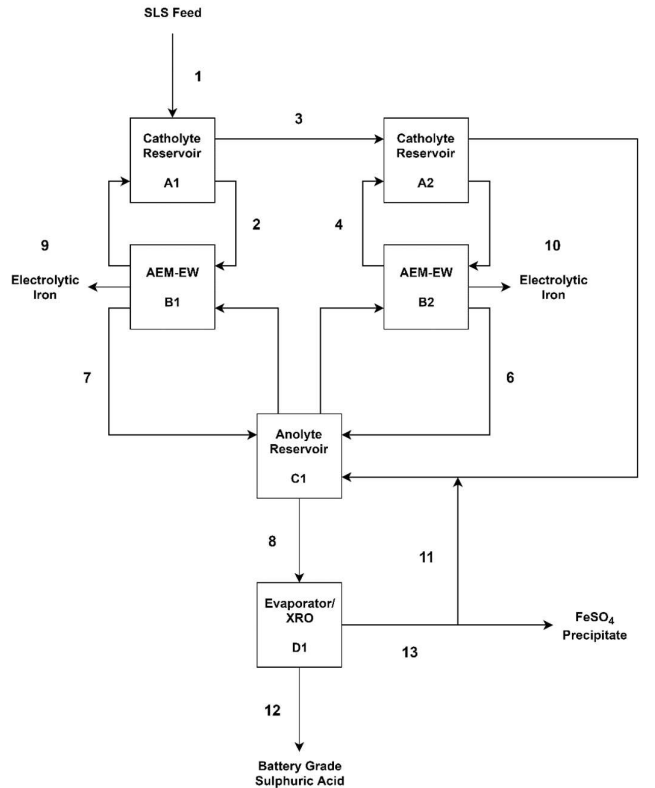 SLS Feed
1
3
Catholyte
Reservoir
A1
Catholyte
Reservoir
A2
2
4
9
10
Electrolytic
Iron
AEM-EW
B1
AEM-EW
B2
Electrolytic
Iron
7
6
Anolyte
Reservoir
C1
8
11
Evaporator/
XRO
D1
13
FeSO4
Precipitate
12
Battery Grade
Sulphuric Acid